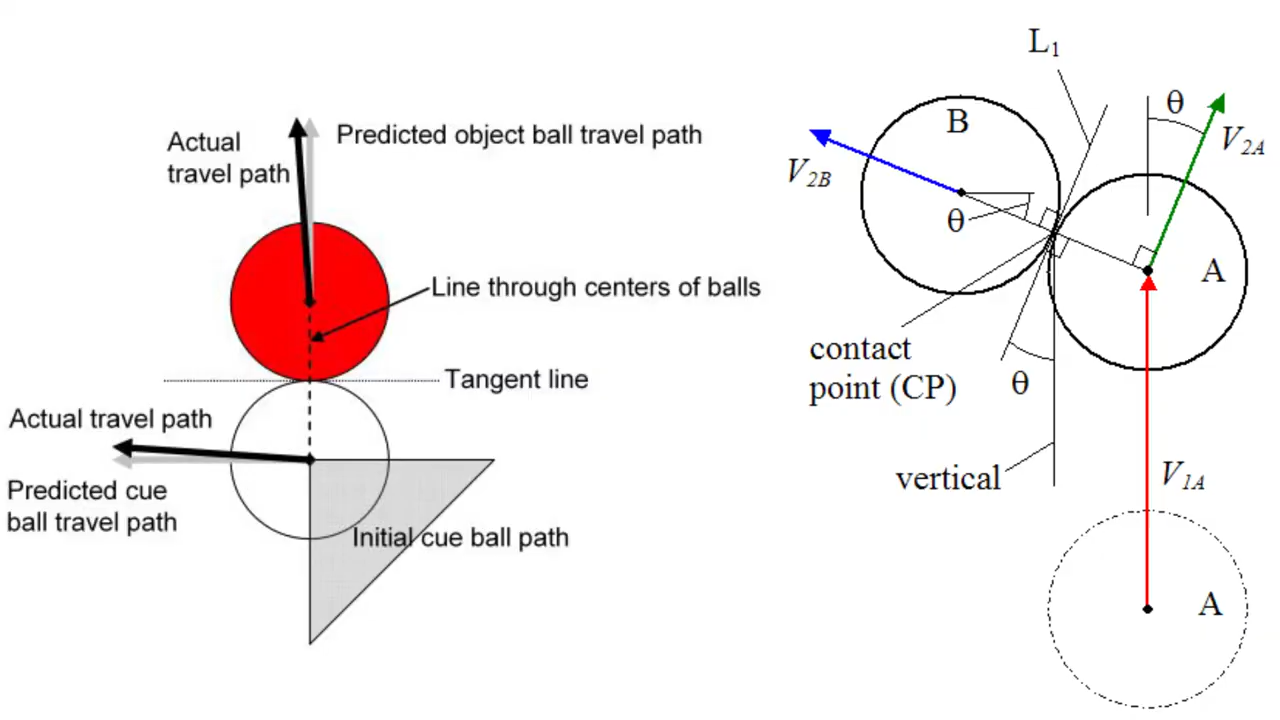 Actual
travel path
Predicted object ball travel path
Line through centers of balls
Tangent line
Actual travel path
Predicted cue
ball travel path
Initial cue ball path
L1
B
θ
V2A
V2B
θ
A
contact
point (CP)
θ
vertical
V1A
A